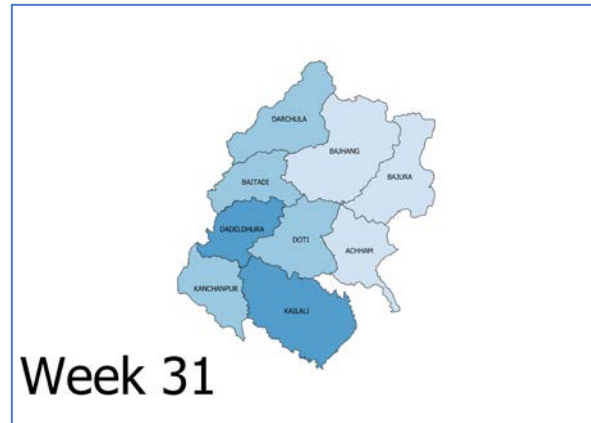 DARCHULA
BAJHANG
BAJURA
BAITADI
DADELDHURA
DOTI
ACHHAM
KANCHANPUR
KAILALI
Week 31